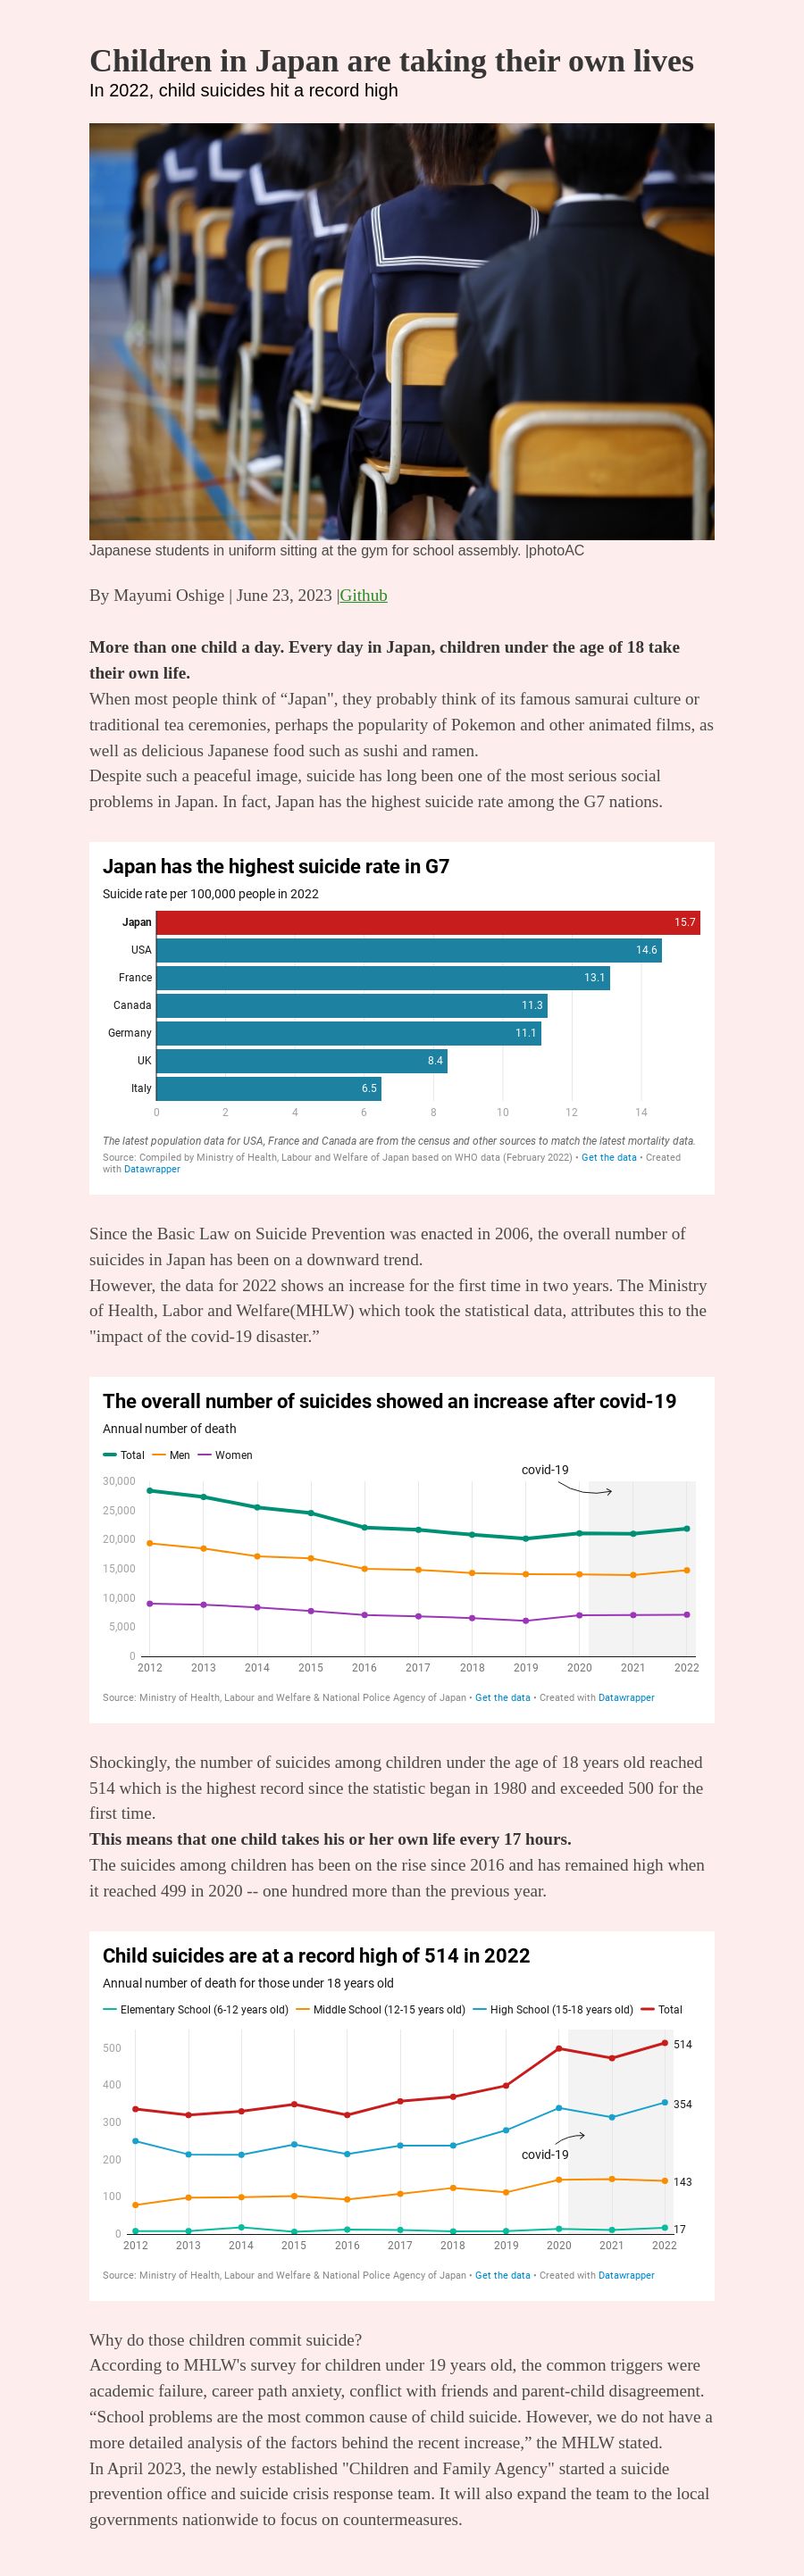 Children in Japan are taking their own lives
In 2022, child suicides hit a record high
Japanese students in uniform sitting at the gym for school assembly. |photoAC
By Mayumi Oshige | June 23, 2023 |Github
More than one child a day. Every day in Japan, children under the age of 18 take
their own life.
When most people think of “Japan", they probably think of its famous samurai culture or
traditional tea ceremonies, perhaps the popularity of Pokemon and other animated films, as
well as delicious Japanese food such as sushi and ramen.
Despite such a peaceful image, suicide has long been one of the most serious social
problems in Japan. In fact, Japan has the highest suicide rate among the G7 nations.
Japan has the highest suicide rate in G7
Suicide rate per 100,000 people in 2022
Japan 15.7
USA 14.6
France 13.1
Canada 11.3
Germany 11.1
UK 8.4
Italy 6.5
0 2 4 6 8 10 12 14
The latest population data for USA, France and Canada are from the census and other sources to match the latest mortality data.
Source: Compiled by Ministry of Health, Labour and Welfare of Japan based on WHO data (February 2022) • Get the data • Created
with Datawrapper
Since the Basic Law on Suicide Prevention was enacted in 2006, the overall number of
suicides in Japan has been on a downward trend.
However, the data for 2022 shows an increase for the first time in two years. The Ministry
of Health, Labor and Welfare(MHLW) which took the statistical data, attributes this to the
"impact of the covid-19 disaster.”
The overall number of suicides showed an increase after covid-19
Annual number of death
Total Men Women
covid-19
30,000
25,000
20,000
15,000
10,000
5,000
0
2012 2013 2014 2015 2016 2017 2018 2019 2020 2021 2022
Source: Ministry of Health, Labour and Welfare & National Police Agency of Japan • Get the data • Created with Datawrapper
Shockingly, the number of suicides among children under the age of 18 years old reached
514 which is the highest record since the statistic began in 1980 and exceeded 500 for the
first time.
This means that one child takes his or her own life every 17 hours.
The suicides among children has been on the rise since 2016 and has remained high when
it reached 499 in 2020 -- one hundred more than the previous year.
Child suicides are at a record high of 514 in 2022
Annual number of death for those under 18 years old
Elementary School (6-12 years old) Middle School (12-15 years old) High School (15-18 years old) Total
500 514
400
354
300
200
covid-19
143
100
17
0
2012 2013 2014 2015 2016 2017 2018 2019 2020 2021 2022
Source: Ministry of Health, Labour and Welfare & National Police Agency of Japan • Get the data • Created with Datawrapper
Why do those children commit suicide?
According to MHLW's survey for children under 19 years old, the common triggers were
academic failure, career path anxiety, conflict with friends and parent-child disagreement.
“School problems are the most common cause of child suicide. However, we do not have a
more detailed analysis of the factors behind the recent increase,” the MHLW stated.
In April 2023, the newly established "Children and Family Agency" started a suicide
prevention office and suicide crisis response team. It will also expand the team to the local
governments nationwide to focus on countermeasures.